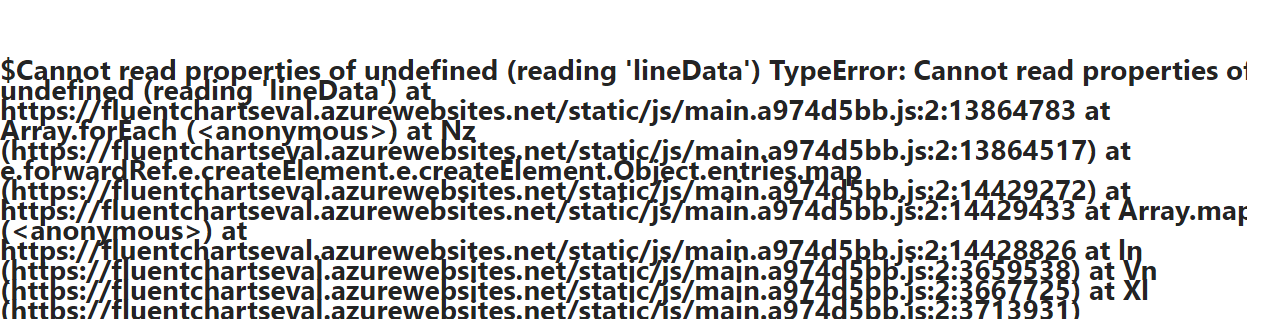 $Cannot read properties of undefined (reading 'lineData') TypeError: Cannot read properties of
undefined (reading 'lineData') at
https://fluentchartseval.azurewebsites.net/static/js/main.a974d5bb.js:2:13864783 at
Array.forEach (<anonymous>) at Nz
(https://fluentchartseval.azurewebsites.net/static/js/main.a974d5bb.js:2:13864517) at
e.forwardRef.e.createElement.e.createElement.Object.entries.map
(https://fluentchartseval.azurewebsites.net/static/js/main.a974d5bb.js:2:14429272) at
https://fluentchartseval.azurewebsites.net/static/js/main.a974d5bb.js:2:14429433 at Array.map
(<anonymous>) at
https://fluentchartseval.azurewebsites.net/static/js/main.a974d5bb.js:2:14428826 at ln
(https://fluentchartseval.azurewebsites.net/static/js/main.a974d5bb.js:2:3659538) at Vn
(https://fluentchartseval.azurewebsites.net/static/js/main.a974d5bb.js:2:3667725) at Xl
(https://fluentchartseval.azurewebsites.net/static/js/main.a974d5bb.js:2:3713931)